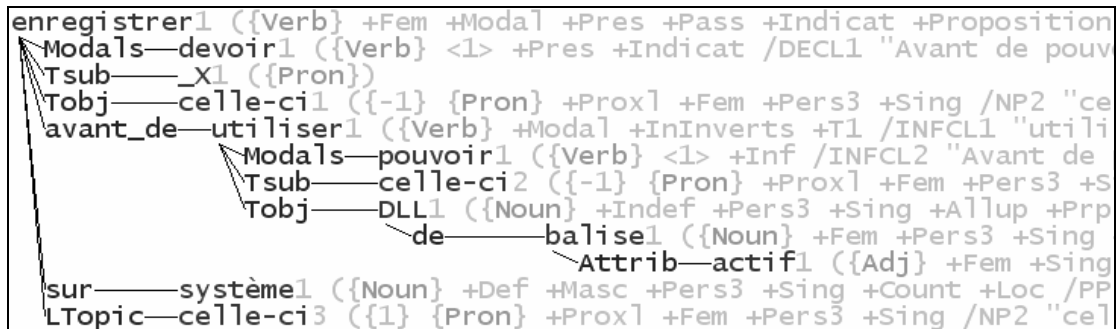 enregistrer1 ({Verb} +Fem +Modal +Pres +Pass +Indicat +Proposition
Modals devoir1 ({Verb} <1> +Pres +Indicat /DECL1 "Avant de pouv
Tsub _X1 ({Pron})
Tobj celle-ci1 ({-1} {Pron} +Proxl +Fem +Pers3 +Sing /NP2 "ce
avant_de utiliser1 ({Verb} +Modal +InInverts +T1 /INFCL1 "utili
Modals pouvoir1 ({Verb} <1> +Inf /INFCL2 "Avant de
Tsub celle-ci2 ({-1} {Pron} +Proxl +Fem +Pers3 +S
Tobj DLL1 ({Noun} +Indef +Pers3 +Sing +Allup +Prp
de balise1 ({Noun} +Fem +Pers3 +Sing
Attrib actif1 ({Adj} +Fem +Sing
sur système1 ({Noun} +Def +Masc +Pers3 +Sing +Count +Loc /PP
LTopic celle-ci3 ({1} {Pron} +Proxl +Fem +Pers3 +Sing /NP2 "cel